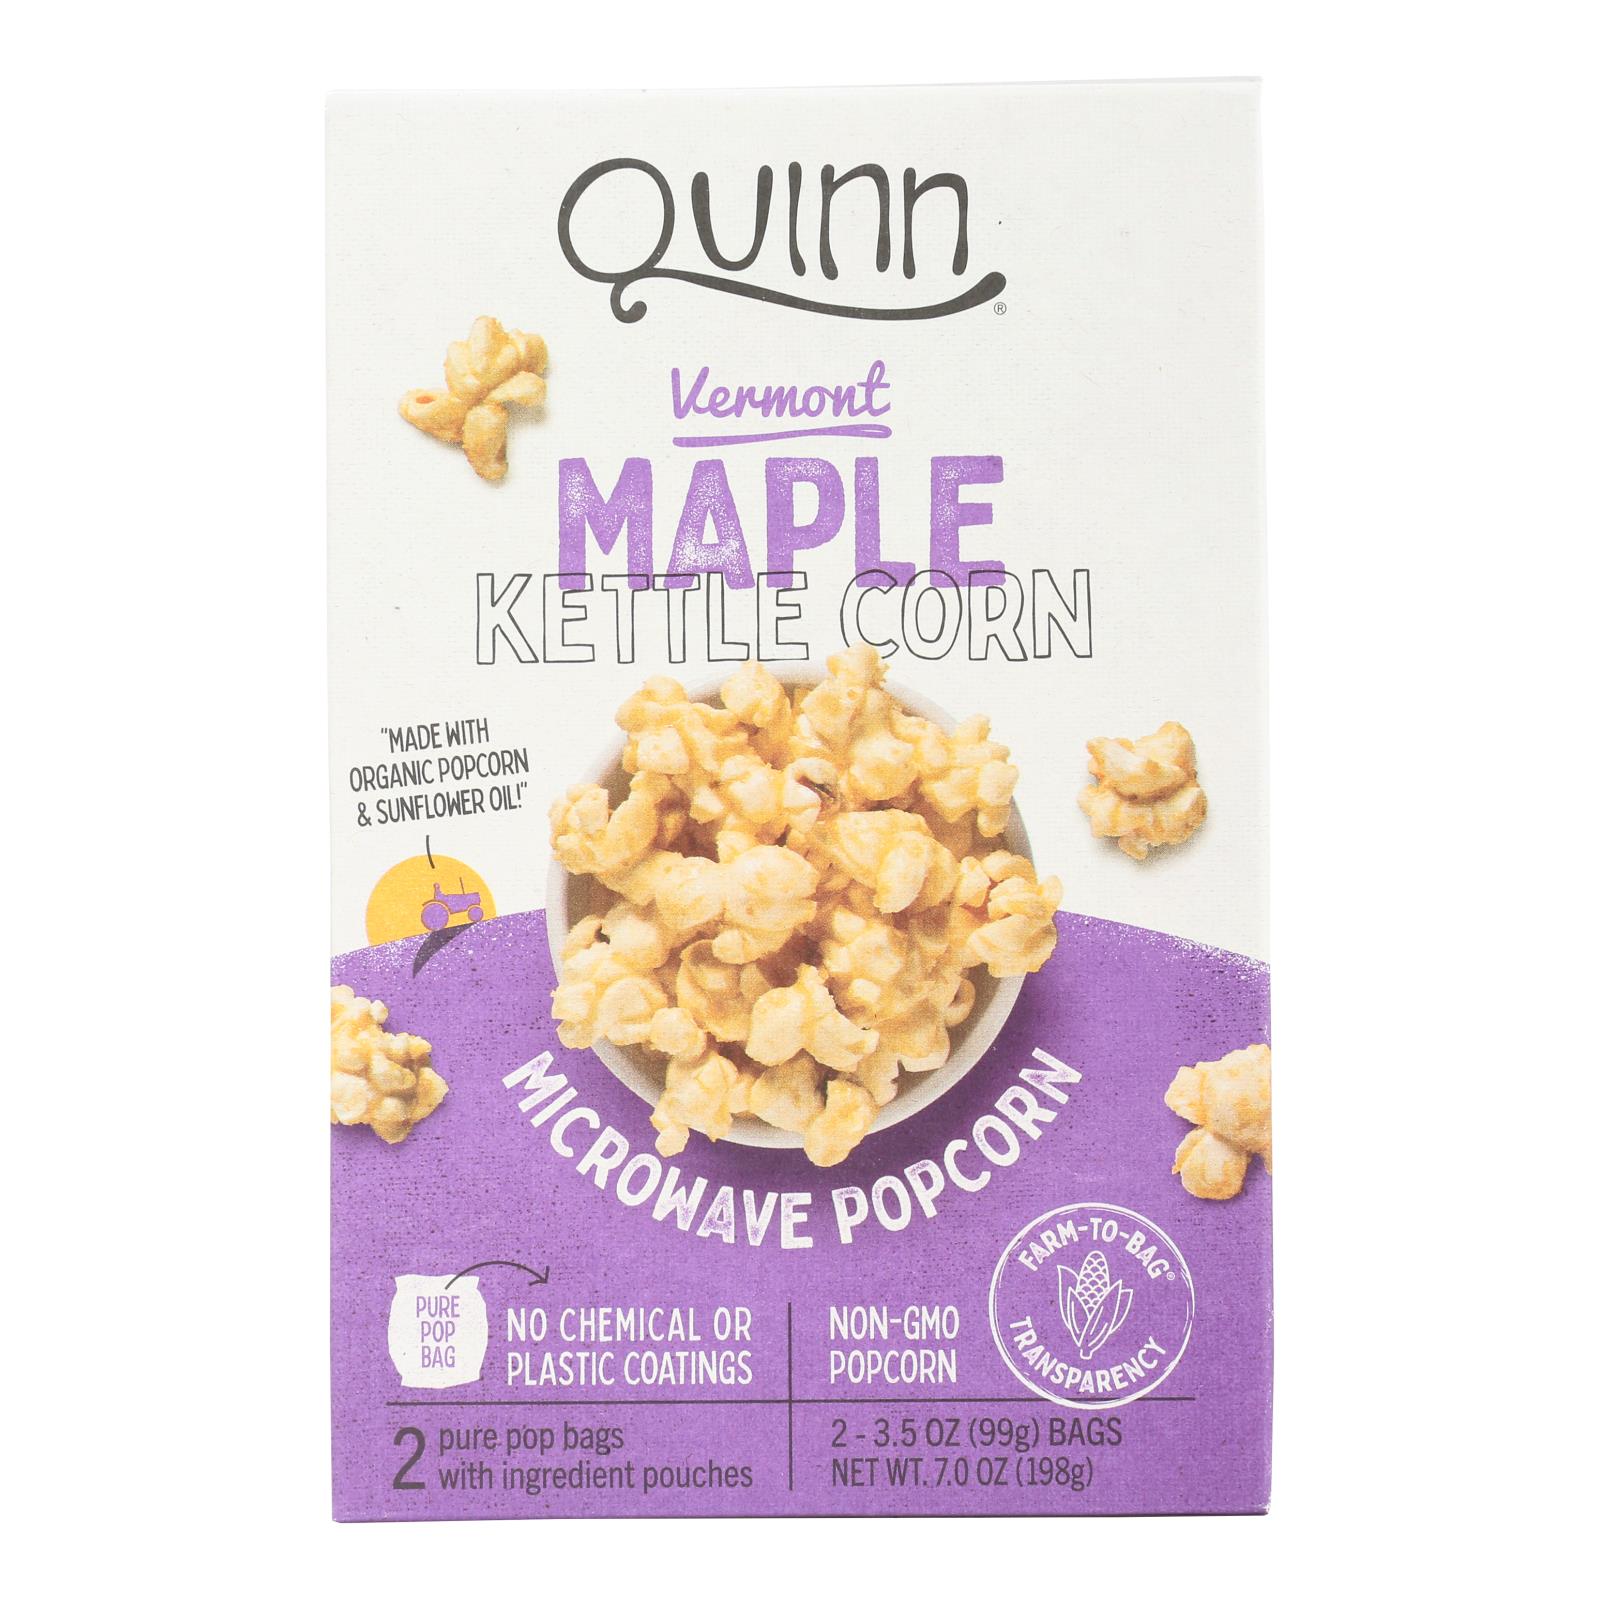 Quinn®
Vermont
MAPLE
KETTLE CORN
"MADE WITH
ORGANIC POPCORN
& SUNFLOWER OIL!"
MICROWAVE POPCORN
PURE
POP
BAG
NO CHEMICAL OR
PLASTIC COATINGS
NON-GMO
POPCORN
FARM-TO-BAG®
TRANSPARENCY
2 pure pop bags
with ingredient pouches
2 - 3.5 OZ (99g) BAGS
NET WT. 7.0 OZ (198g)